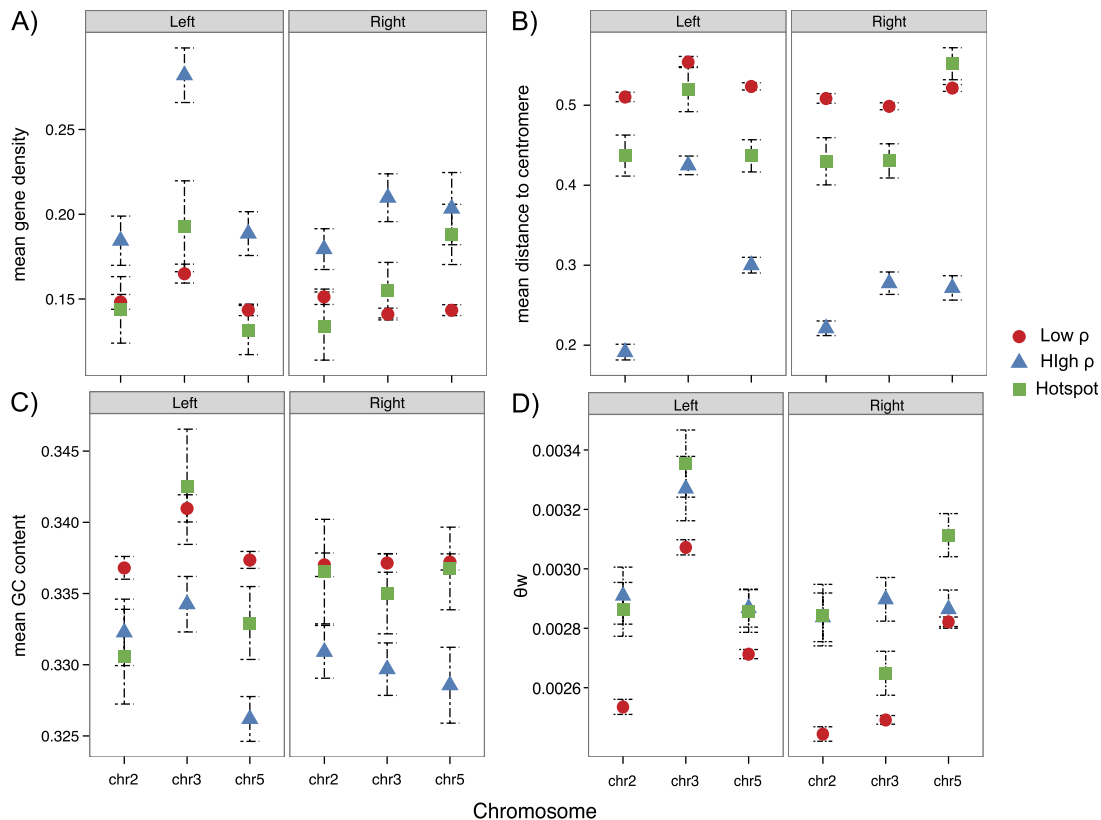 A)
Left
Right
mean gene density
0.25
0.20
0.15
B)
Left
Right
mean distance to centromere
0.5
0.4
0.3
0.2
Low ρ
HIgh ρ
Hotspot
C)
Left
Right
mean GC content
0.345
0.340
0.335
0.330
0.325
chr2 chr3 chr5 chr2 chr3 chr5
D)
Left
Right
θw
0.0034
0.0032
0.0030
0.0028
0.0026
chr2 chr3 chr5 chr2 chr3 chr5
Chromosome